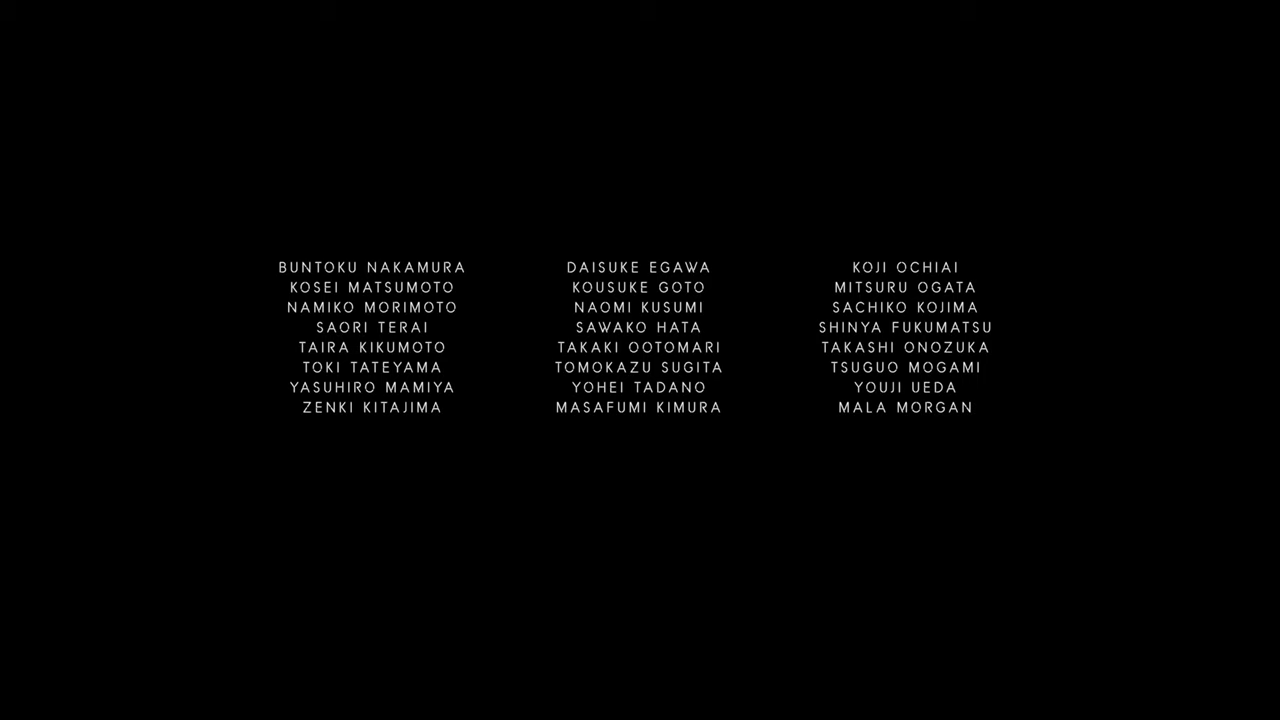 BUNTOKU NAKAMURA DAISUKE EGAWA KOJI OCHIAI
KOSEI MATSUMOTO KOUSUKE GOTO MITSURU OGATA
NAMIKO MORIMOTO NAOMI KUSUMI SACHIKO KOJIMA
SAORI TERAI SAWAKO HATA SHINYA FUKUMATSU
TAIRA KIKUMOTO TAKAKI OOTOMARI TAKASHI ONOZUKA
TOKI TATEYAMA TOMOKAZU SUGITA TSUGUO MOGAMI
YASUHIRO MAMIYA YOHEI TADANO YOUJI UEDA
ZENKI KITAJIMA MASAFUMI KIMURA MALA MORGAN